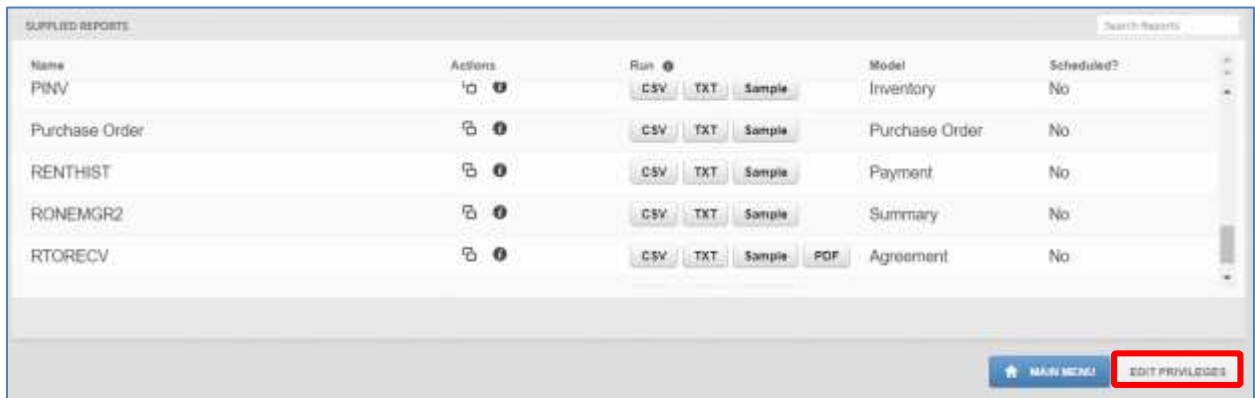 SUPPLIED REPORTS Search Reports
Name Actions Run Model Scheduled?
PINV CSV TXT Sample Inventory No
Purchase Order CSV TXT Sample Purchase Order No
RENTHIST CSV TXT Sample Payment No
RONEMGR2 CSV TXT Sample Summary No
RTORECV CSV TXT Sample PDF Agreement No
MAIN MENU EDIT PRIVILEGES